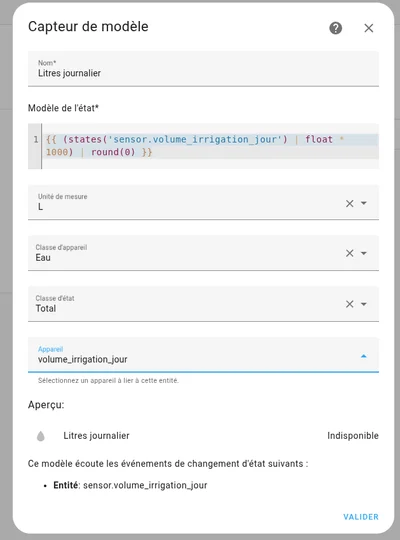 Capteur de modèle
Nom*
Litres journalier
Modèle de l'état*
1 {{ (states('sensor.volume_irrigation_jour') | float *
1000) | round(0) }}
Unité de mesure
L
Classe d'appareil
Eau
Classe d'état
Total
Appareil
volume_irrigation_jour
Sélectionnez un appareil à lier à cette entité.
Aperçu:
Litres journalier Indisponible
Ce modèle écoute les événements de changement d'état suivants :
• Entité: sensor.volume_irrigation_jour
VALIDER